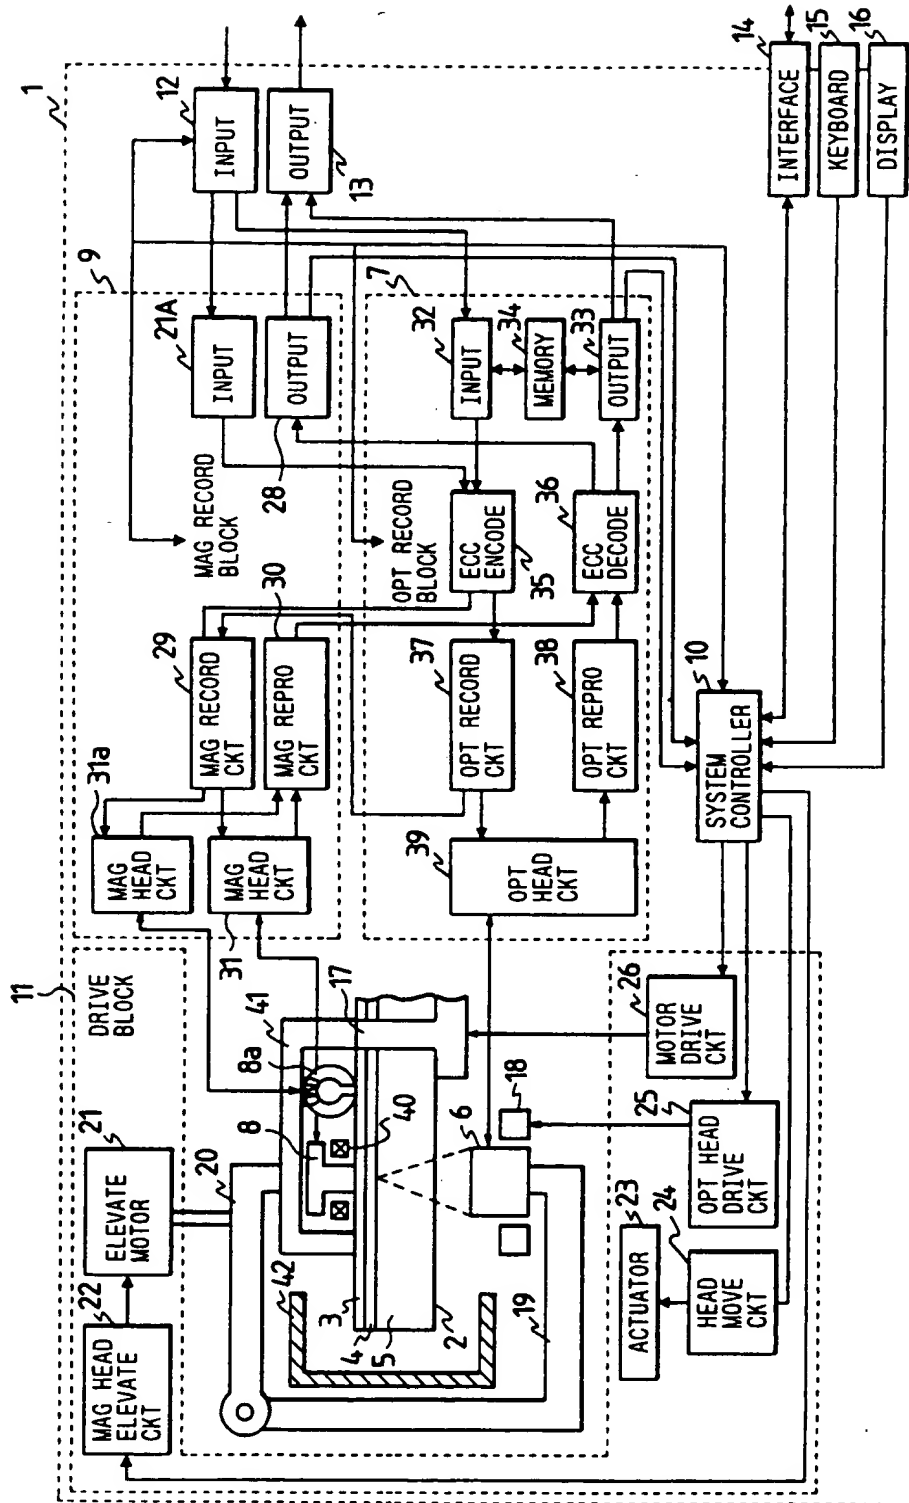 1
11
DRIVE
BLOCK
22
MAG HEAD
ELEVATE
CKT
21
ELEVATE
MOTOR
20
42
3
4
5
2
19
41
17
8
8a
40
6
18
23
ACTUATOR
24
HEAD
MOVE
CKT
25
OPT HEAD
DRIVE
CKT
26
MOTOR
DRIVE
CKT
9
MAG RECORD
BLOCK
31a
MAG
HEAD
CKT
31
MAG
HEAD
CKT
29
MAG RECORD
CKT
30
MAG REPRO
CKT
21A
INPUT
28
OUTPUT
12
INPUT
13
OUTPUT
7
OPT RECORD
BLOCK
39
OPT HEAD
CKT
37
OPT RECORD
CKT
38
OPT REPRO
CKT
35
ECC
ENCODE
36
ECC
DECODE
32
INPUT
34
MEMORY
33
OUTPUT
10
SYSTEM
CONTROLLER
14
INTERFACE
15
KEYBOARD
16
DISPLAY